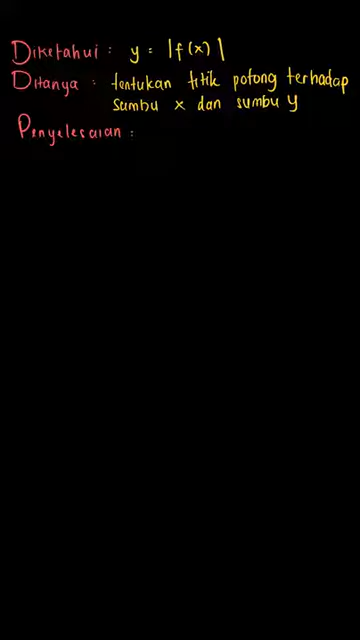 Diketahui : y = |f(x)|
Ditanya : tentukan titik potong terhadap
sumbu x dan sumbu y
Penyelesaian :